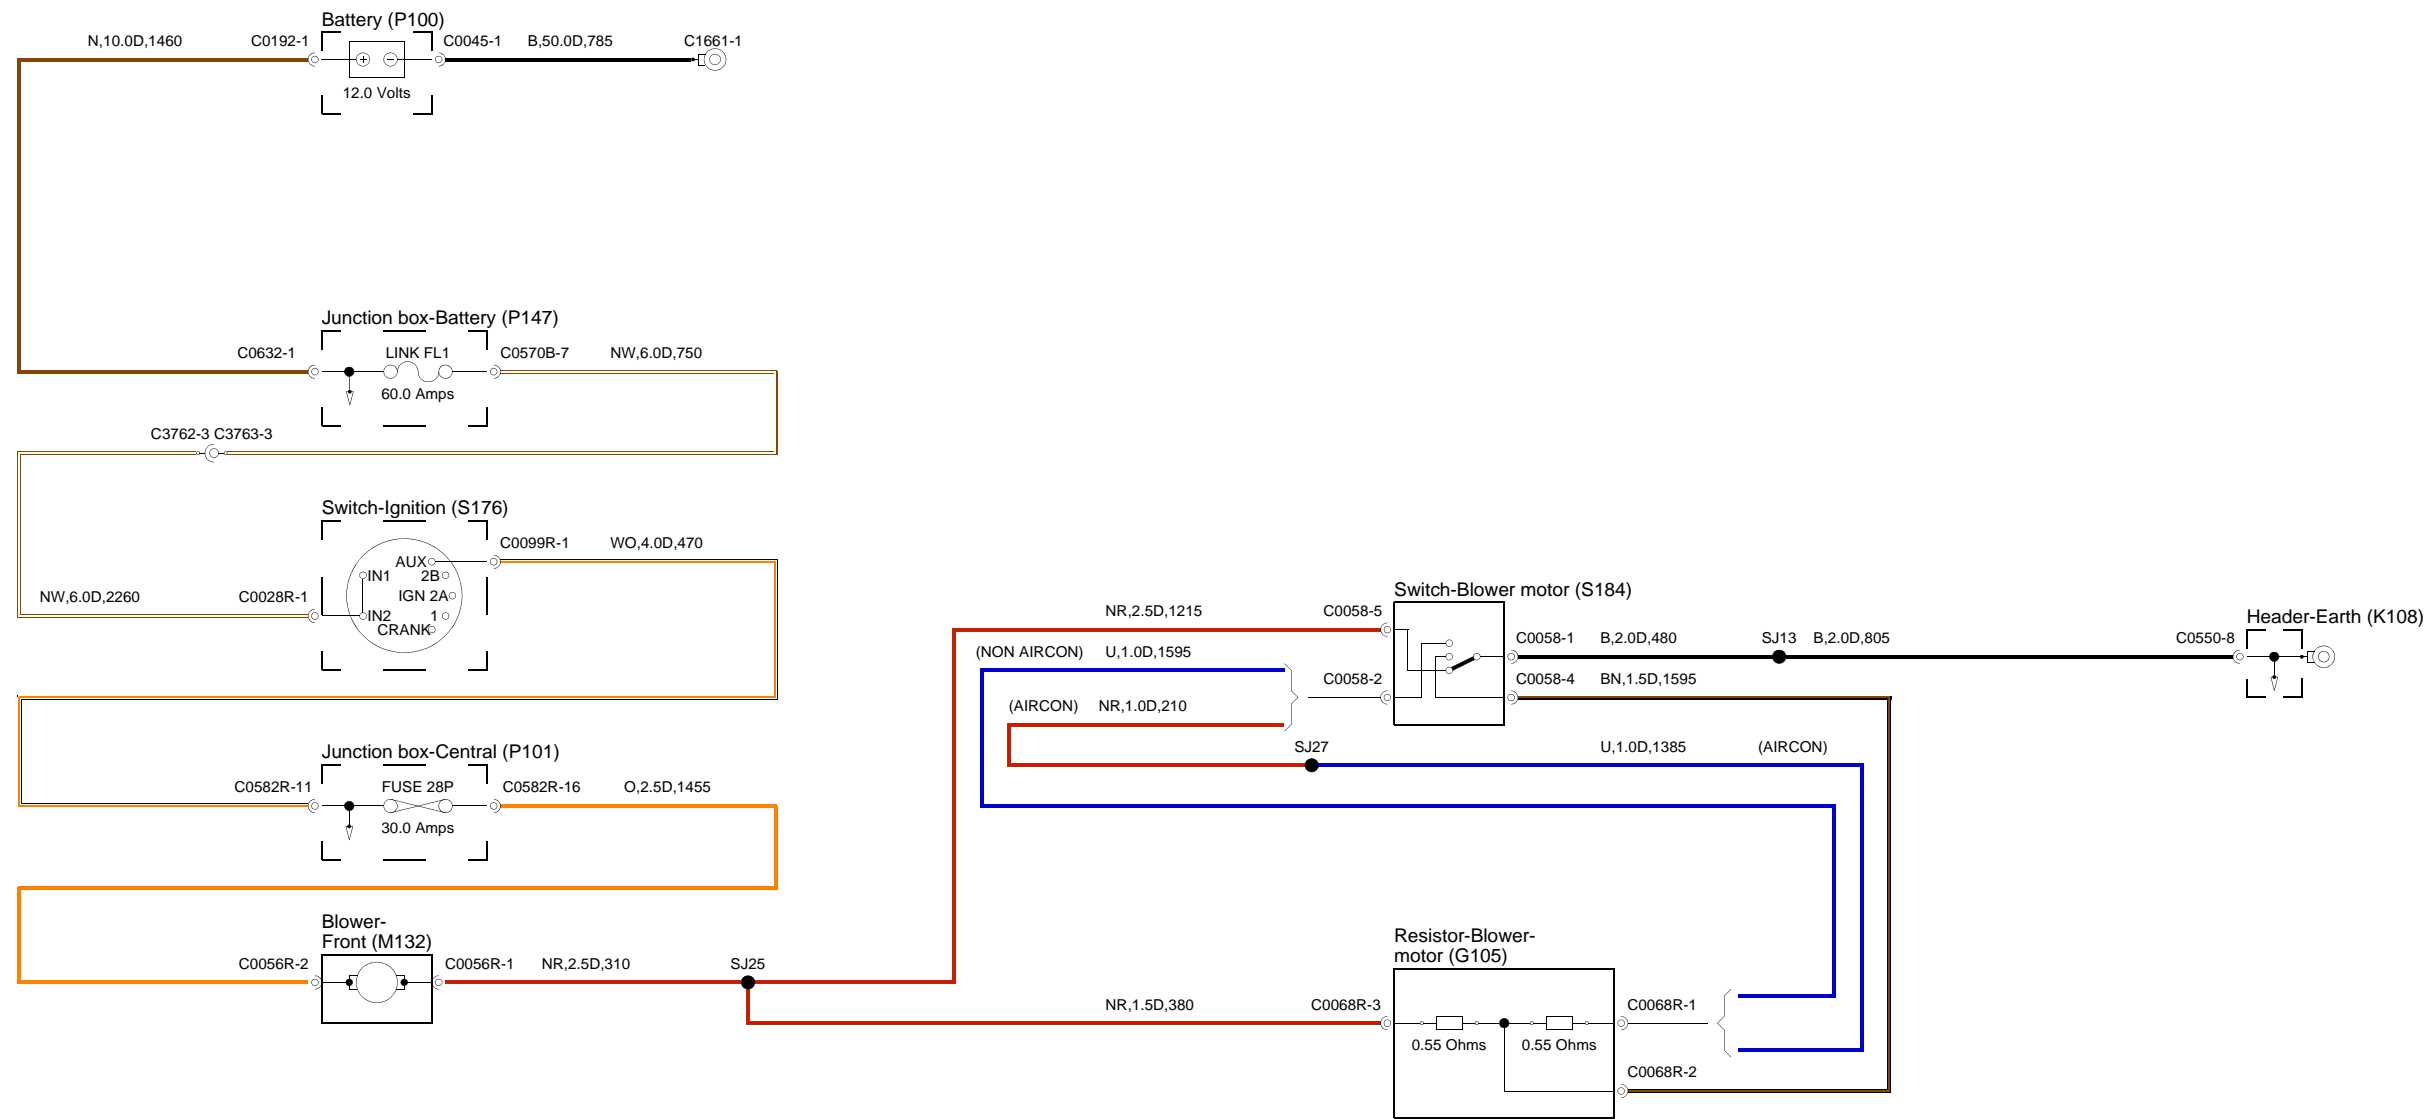 Battery (P100)
N,10.0D,1460
C0192-1
C0045-1
B,50.0D,785
C1661-1
12.0 Volts
Junction box-Battery (P147)
C0632-1
LINK FL1
C0570B-7
NW,6.0D,750
60.0 Amps
C3762-3 C3763-3
Switch-Ignition (S176)
C0099R-1
WO,4.0D,470
AUX
IN1
2B
IGN 2A
NW,6.0D,2260
C0028R-1
IN2
1
CRANK
Junction box-Central (P101)
C0582R-11
FUSE 28P
C0582R-16
O,2.5D,1455
30.0 Amps
Blower-
Front (M132)
C0056R-2
C0056R-1
NR,2.5D,310
SJ25
Switch-Blower motor (S184)
NR,2.5D,1215
C0058-5
(NON AIRCON)
U,1.0D,1595
C0058-2
(AIRCON)
NR,1.0D,210
C0058-1
B,2.0D,480
SJ13
B,2.0D,805
C0550-8
Header-Earth (K108)
C0058-4
BN,1.5D,1595
SJ27
U,1.0D,1385
(AIRCON)
Resistor-Blower-
motor (G105)
NR,1.5D,380
C0068R-3
C0068R-1
0.55 Ohms
0.55 Ohms
C0068R-2